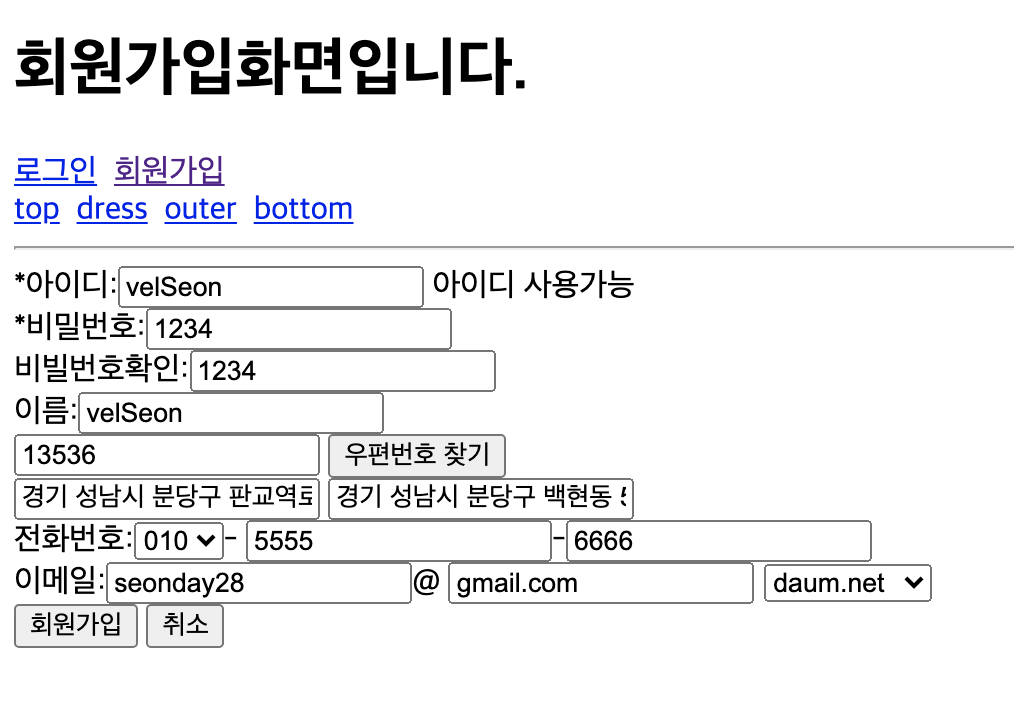 회원가입화면입니다.
로그인 회원가입
top dress outer bottom
*아이디: velSeon 아이디 사용가능
*비밀번호: 1234
비빌번호확인: 1234
이름: velSeon
13536 우편번호 찾기
경기 성남시 분당구 판교역로 경기 성남시 분당구 백현동
전화번호: 010 - 5555 - 6666
이메일: seonday28 @ gmail.com daum.net
회원가입 취소